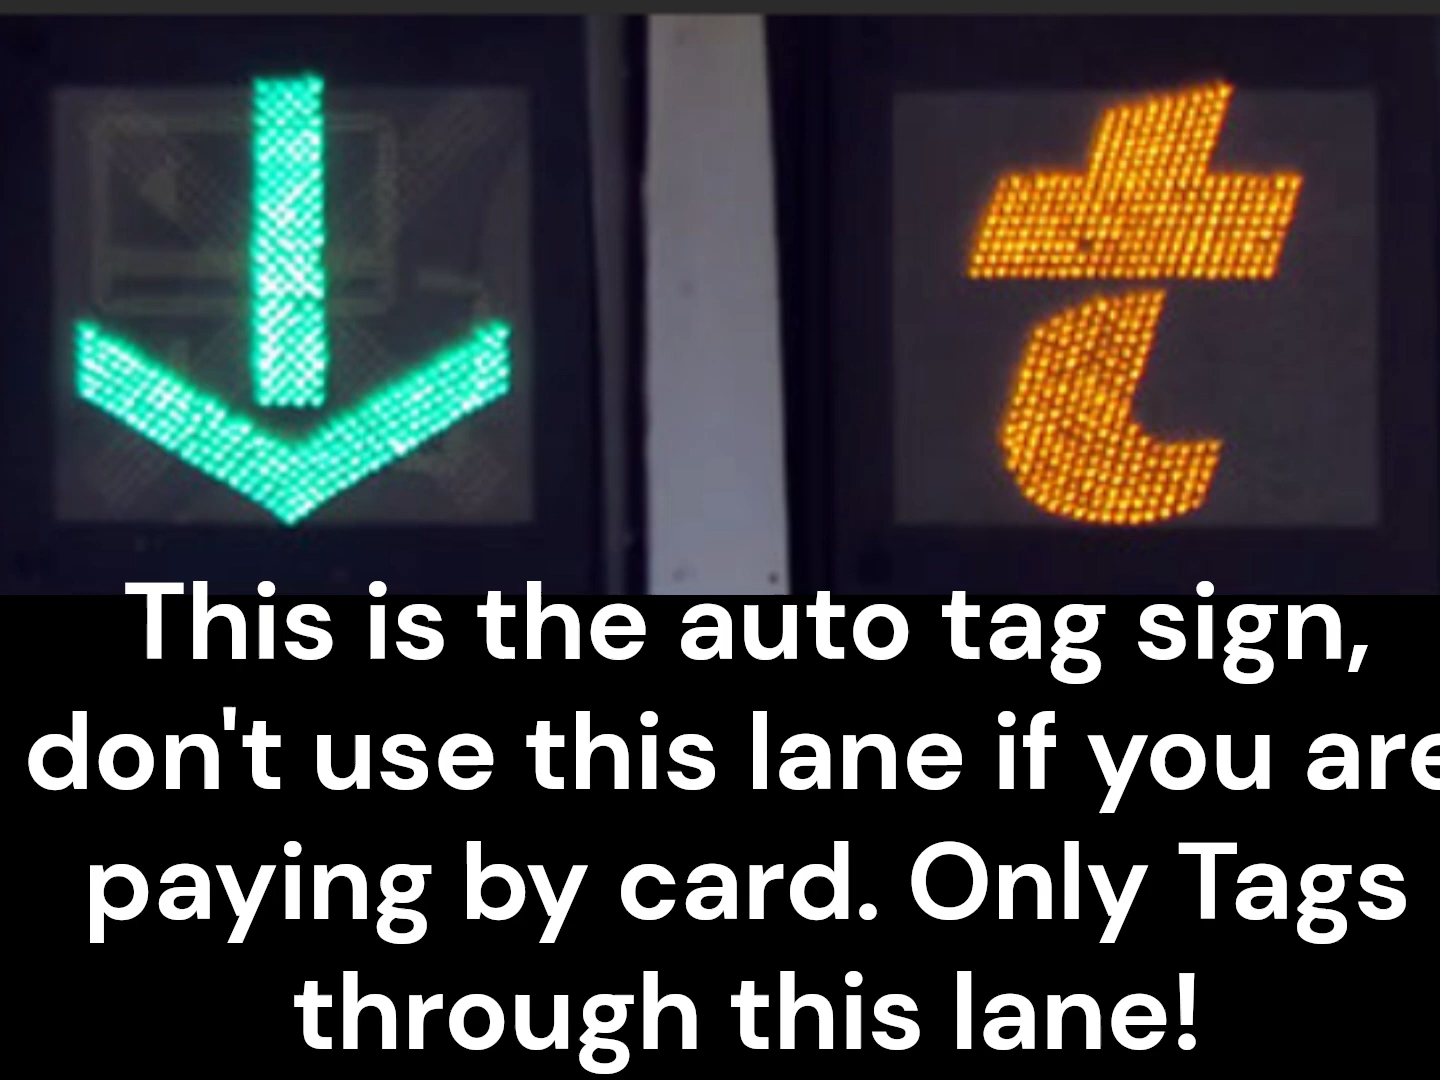 t
This is the auto tag sign,
don't use this lane if you are
paying by card. Only Tags
through this lane!